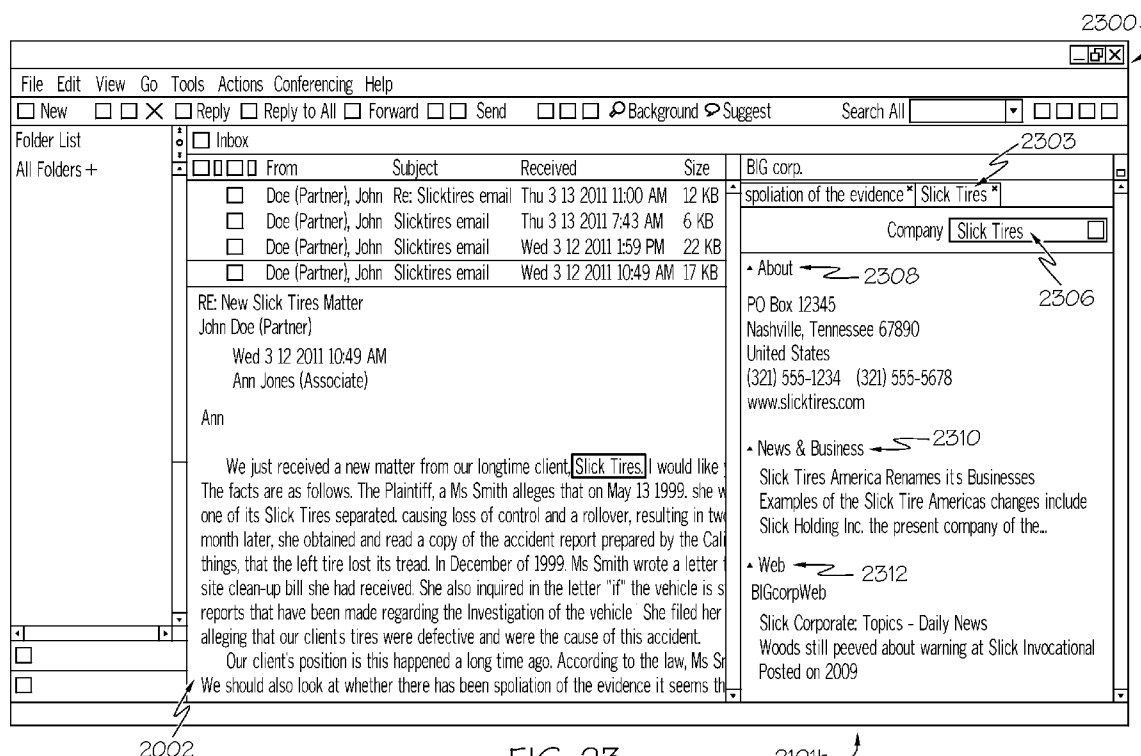 2300
File Edit View Go Tools Actions Conferencing Help
New Reply Reply to All Forward Send Background Suggest Search All
Folder List
All Folders +
Inbox
From Subject Received Size
Doe (Partner), John Re: Slicktires email Thu 3 13 2011 11:00 AM 12 KB
Doe (Partner), John Slicktires email Thu 3 13 2011 7:43 AM 6 KB
Doe (Partner), John Slicktires email Wed 3 12 2011 1:59 PM 22 KB
Doe (Partner), John Slicktires email Wed 3 12 2011 10:49 AM 17 KB
RE: New Slick Tires Matter
John Doe (Partner)
Wed 3 12 2011 10:49 AM
Ann Jones (Associate)
Ann
We just received a new matter from our longtime client, Slick Tires. I would like
The facts are as follows. The Plaintiff, a Ms Smith alleges that on May 13 1999. she w
one of its Slick Tires separated. causing loss of control and a rollover, resulting in tw
month later, she obtained and read a copy of the accident report prepared by the Cali
things, that the left tire lost its tread. In December of 1999. Ms Smith wrote a letter
site clean-up bill she had received. She also inquired in the letter "if" the vehicle is s
reports that have been made regarding the Investigation of the vehicle She filed her
alleging that our clients tires were defective and were the cause of this accident.
Our client's position is this happened a long time ago. According to the law, Ms Sr
We should also look at whether there has been spoliation of the evidence it seems th
2303
BIG corp.
spoliation of the evidence x Slick Tires x
Company Slick Tires
2306
About 2308
PO Box 12345
Nashville, Tennessee 67890
United States
(321) 555-1234 (321) 555-5678
www.slicktires.com
News & Business 2310
Slick Tires America Renames its Businesses
Examples of the Slick Tire Americas changes include
Slick Holding Inc. the present company of the...
Web 2312
BIGcorpWeb
Slick Corporate: Topics - Daily News
Woods still peeved about warning at Slick Invocational
Posted on 2009
2002